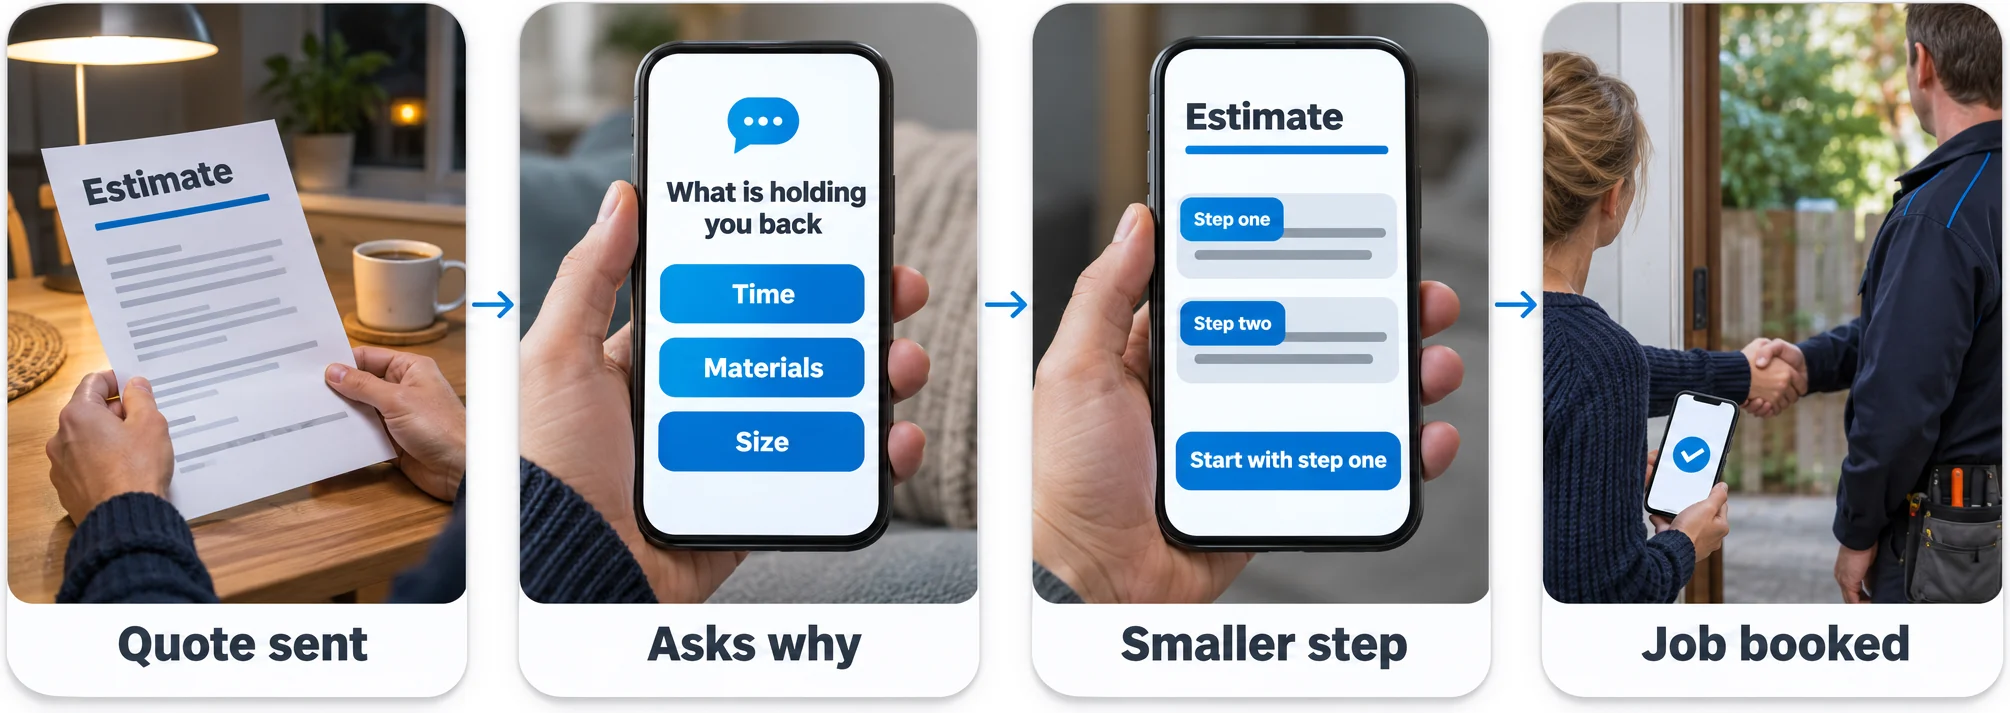 Estimate
Quote sent
What is holding
you back
Time
Materials
Size
Asks why
Estimate
Step one
Step two
Start with step one
Smaller step
Job booked